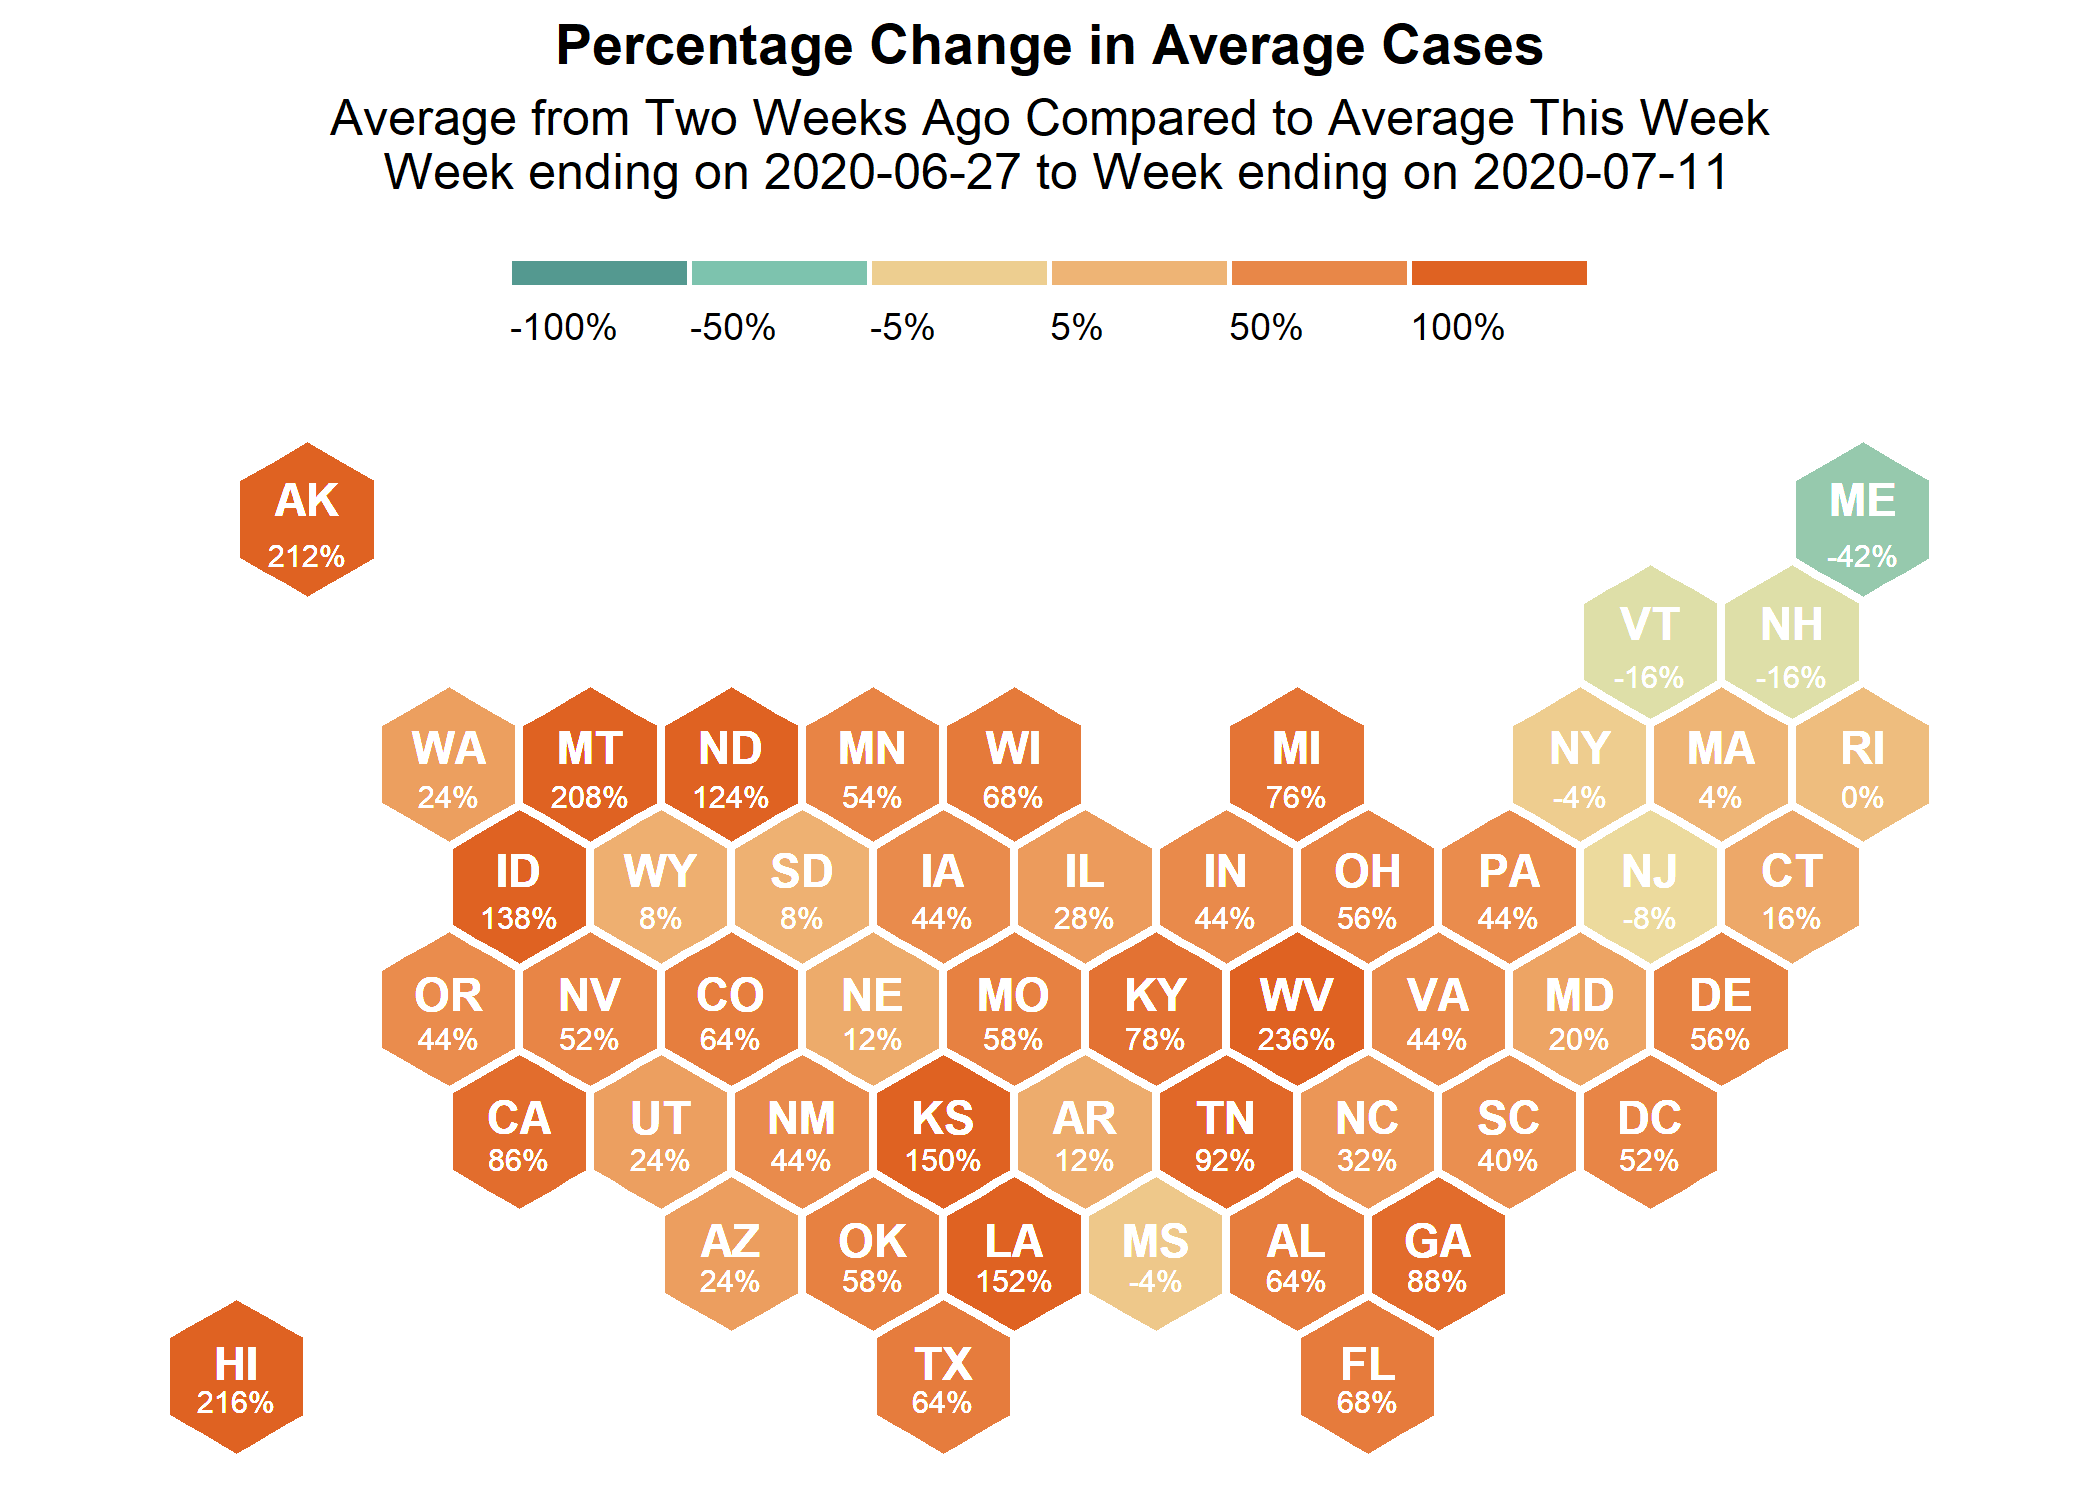 Percentage Change in Average Cases
Average from Two Weeks Ago Compared to Average This Week
Week ending on 2020-06-27 to Week ending on 2020-07-11
-100% -50% -5% 5% 50% 100%
AK ME
212% -42%
VT NH
-16% -16%
WA MT ND MN WI MI NY MA RI
24% 208% 124% 54% 68% 76% -4% 4% 0%
ID WY SD IA IL IN OH PA NJ CT
138% 8% 8% 44% 28% 44% 56% 44% -8% 16%
OR NV CO NE MO KY WV VA MD DE
44% 52% 64% 12% 58% 78% 236% 44% 20% 56%
CA UT NM KS AR TN NC SC DC
86% 24% 44% 150% 12% 92% 32% 40% 52%
AZ OK LA MS AL GA
24% 58% 152% -4% 64% 88%
HI TX FL
216% 64% 68%